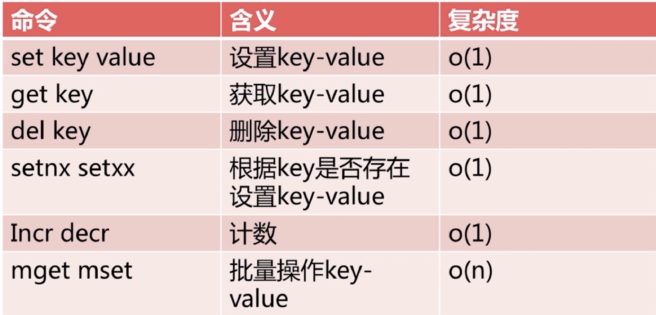 命令 含义 复杂度
set key value 设置key-value o(1)
get key 获取key-value o(1)
del key 删除key-value o(1)
setnx setxx 根据key是否存在 o(1)
设置key-value
Incr decr 计数 o(1)
mget mset 批量操作key- o(n)
value